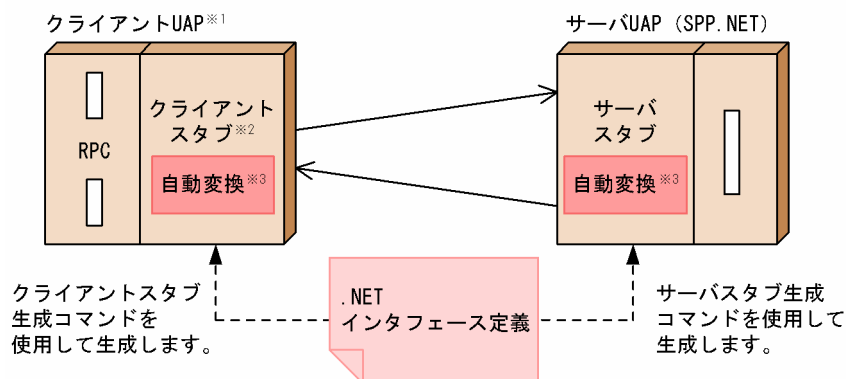 クライアントUAP※1
サーバUAP（SPP.NET）
クライアント
スタブ※2
RPC
自動変換※3
サーバ
スタブ
自動変換※3
クライアントスタブ
生成コマンドを
使用して生成します。
.NET
インタフェース定義
サーバスタブ生成
コマンドを使用して
生成します。